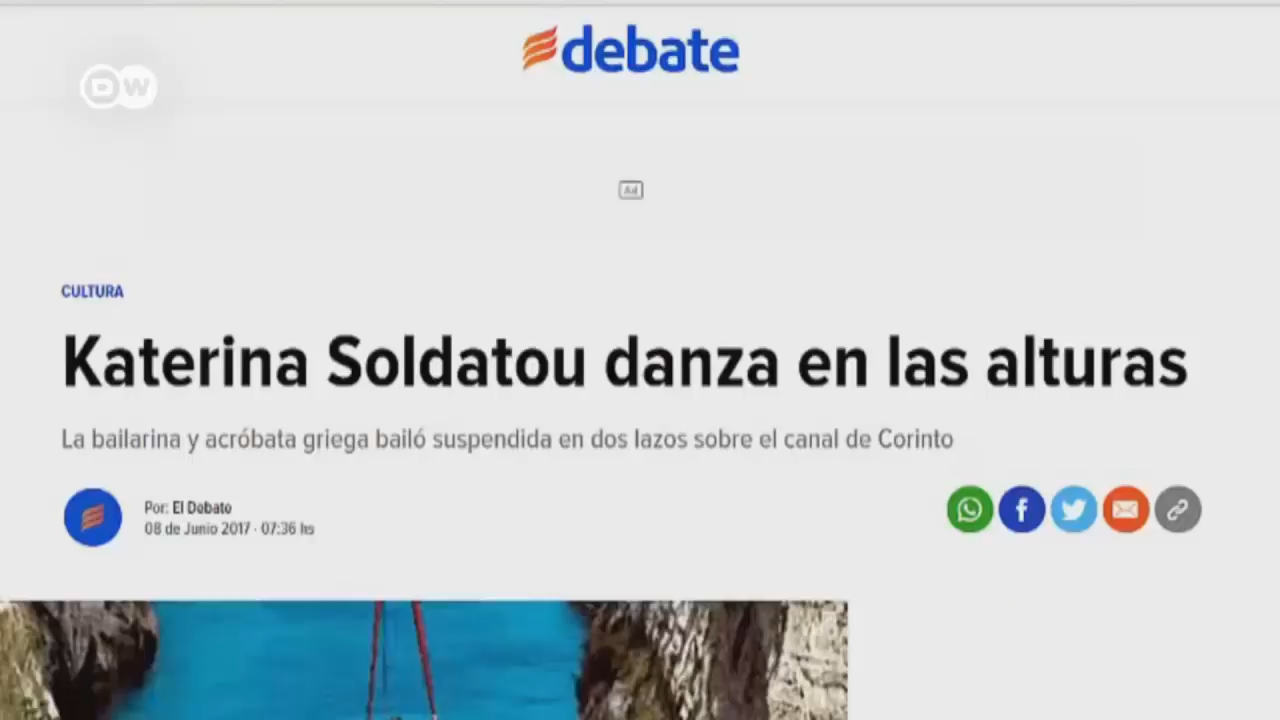 debate
DW
Ad
CULTURA
Katerina Soldatou danza en las alturas
La bailarina y acróbata griega bailó suspendida en dos lazos sobre el canal de Corinto
Por: El Debate
08 de Junio 2017 · 07:36 hs